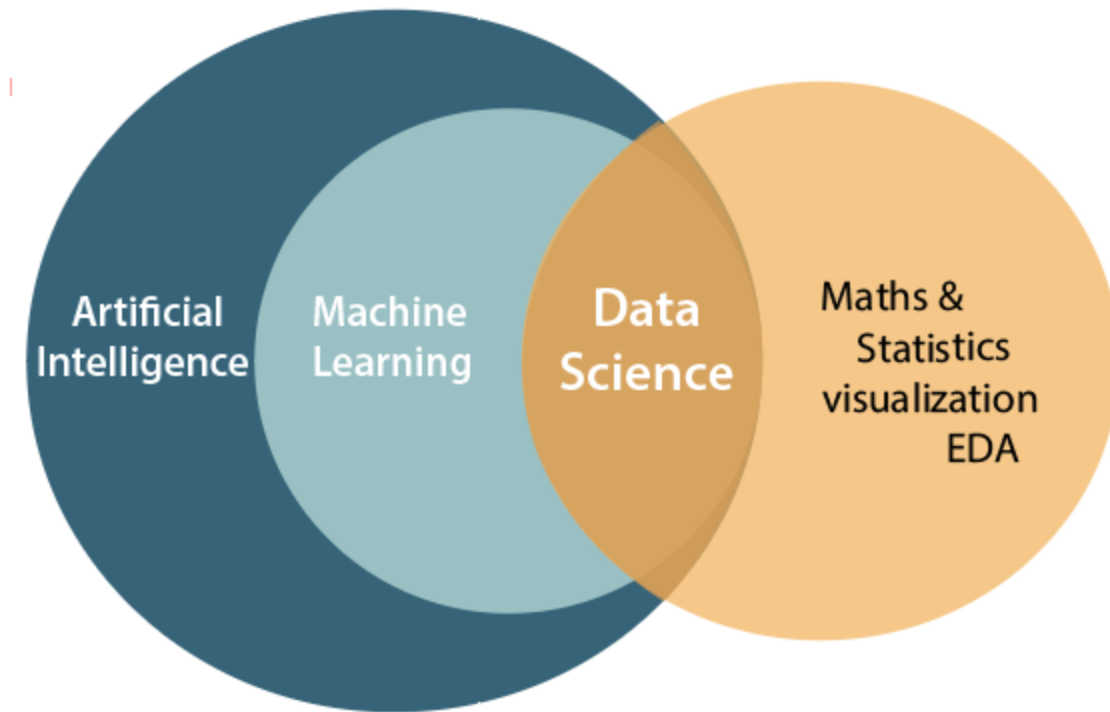 Artificial
Intelligence
Machine
Learning
Data
Science
Maths &
Statistics
visualization
EDA